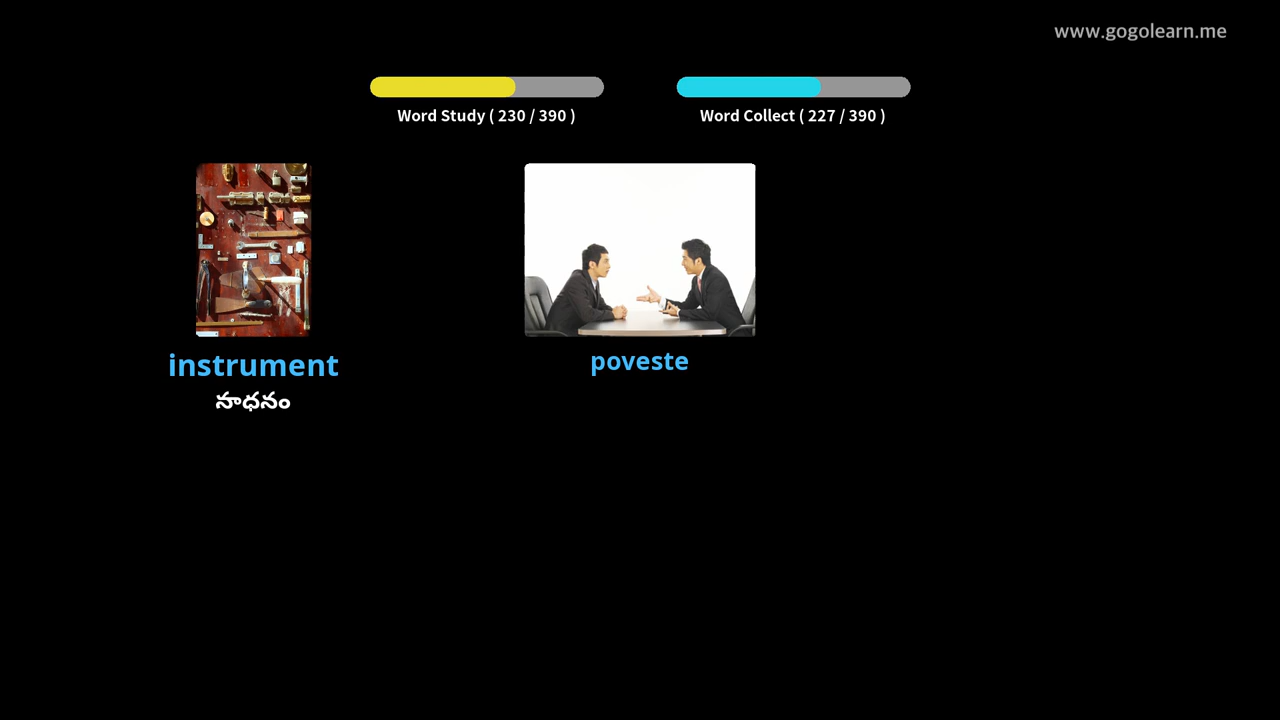 www.gogolearn.me
Word Study ( 230 / 390 )
Word Collect ( 227 / 390 )
instrument
సాధనం
poveste